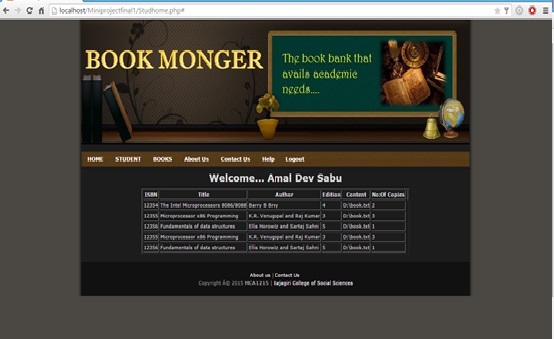 localhost/Miniprojectfinal1/Studhome.php#
BOOK MONGER
The book bank that
avails academic
needs....
HOME STUDENT BOOKS About Us Contact Us Help Logout
Welcome... Amal Dev Sabu
ISBN Title Author Edition Content No:Of Copies
12354 The Intel Microprocessors 8086/8088 Barry B Brey 4 D:\book.txt 2
12355 Microprocessor x86 Programming K.R. Venugopal and Raj Kumar 3 D:\book.txt 3
12356 Fundamentals of data structures Ellis Horowiz and Sartaj Sahni 5 D:\book.txt 1
12355 Microprocessor x86 Programming K.R. Venugopal and Raj Kumar 3 D:\book.txt 3
12356 Fundamentals of data structures Ellis Horowiz and Sartaj Sahni 5 D:\book.txt 1
About us | Contact Us
Copyright Â© 2015 MCA1215 | Rajagiri College of Social Sciences